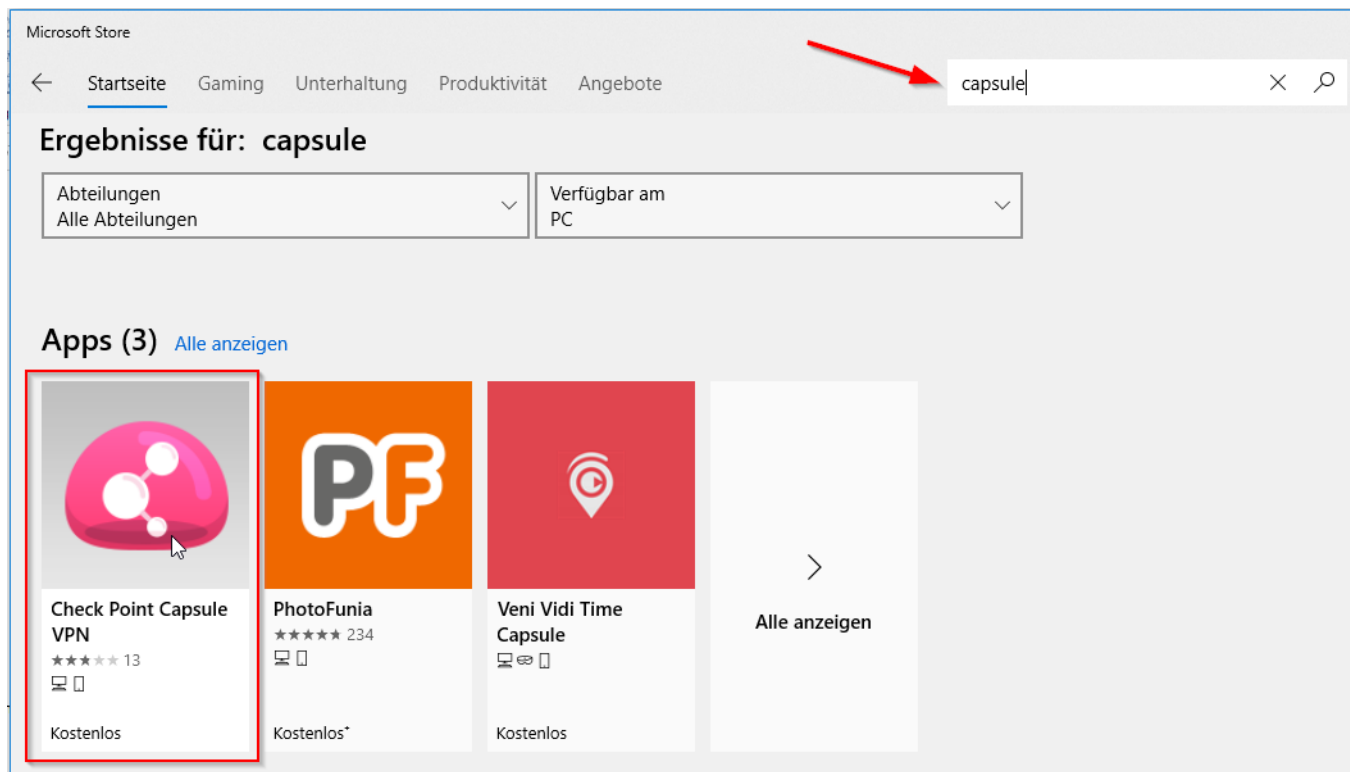 Microsoft Store
Startseite Gaming Unterhaltung Produktivität Angebote capsule
Ergebnisse für: capsule
Abteilungen
Alle Abteilungen
Verfügbar am
PC
Apps (3) Alle anzeigen
PF
Check Point Capsule
VPN
13
Kostenlos
PhotoFunia
234
Kostenlos*
Veni Vidi Time
Capsule
Kostenlos
Alle anzeigen